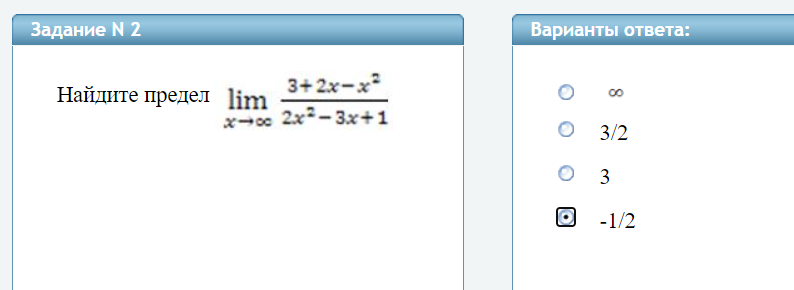 Задание N 2
Найдите предел lim x→∞ 3+2x−x² / 2x²−3x+1
Варианты ответа:
∞
3/2
3
-1/2